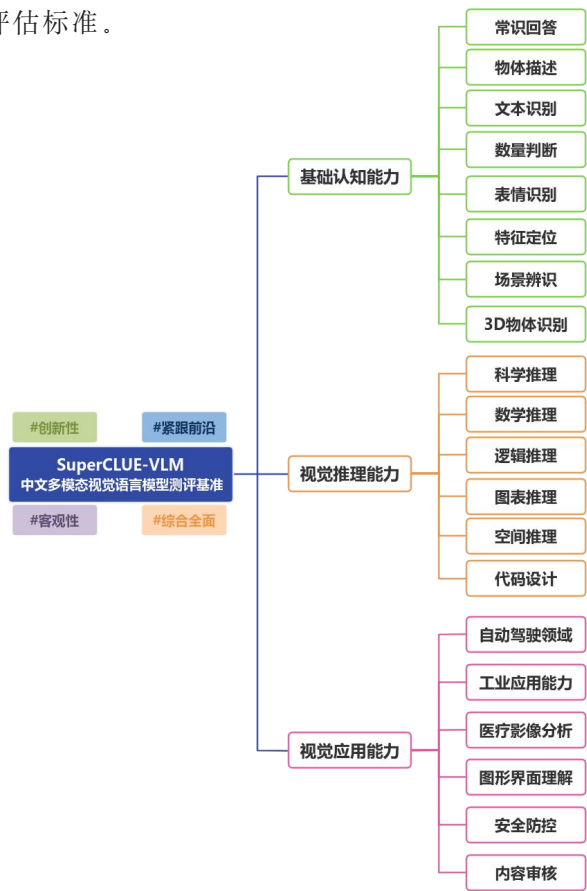 评估标准.
常识回答
物体描述
文本识别
数量判断
基础认知能力
表情识别
特征定位
场景辨识
3D物体识别
#创新性 #紧跟前沿
SuperCLUE-VLM
中文多模态视觉语言模型测评基准
#客观性 #综合全面
科学推理
数学推理
逻辑推理
视觉推理能力
图表推理
空间推理
代码设计
自动驾驶领域
工业应用能力
医疗影像分析
视觉应用能力
图形界面理解
安全防控
内容审核